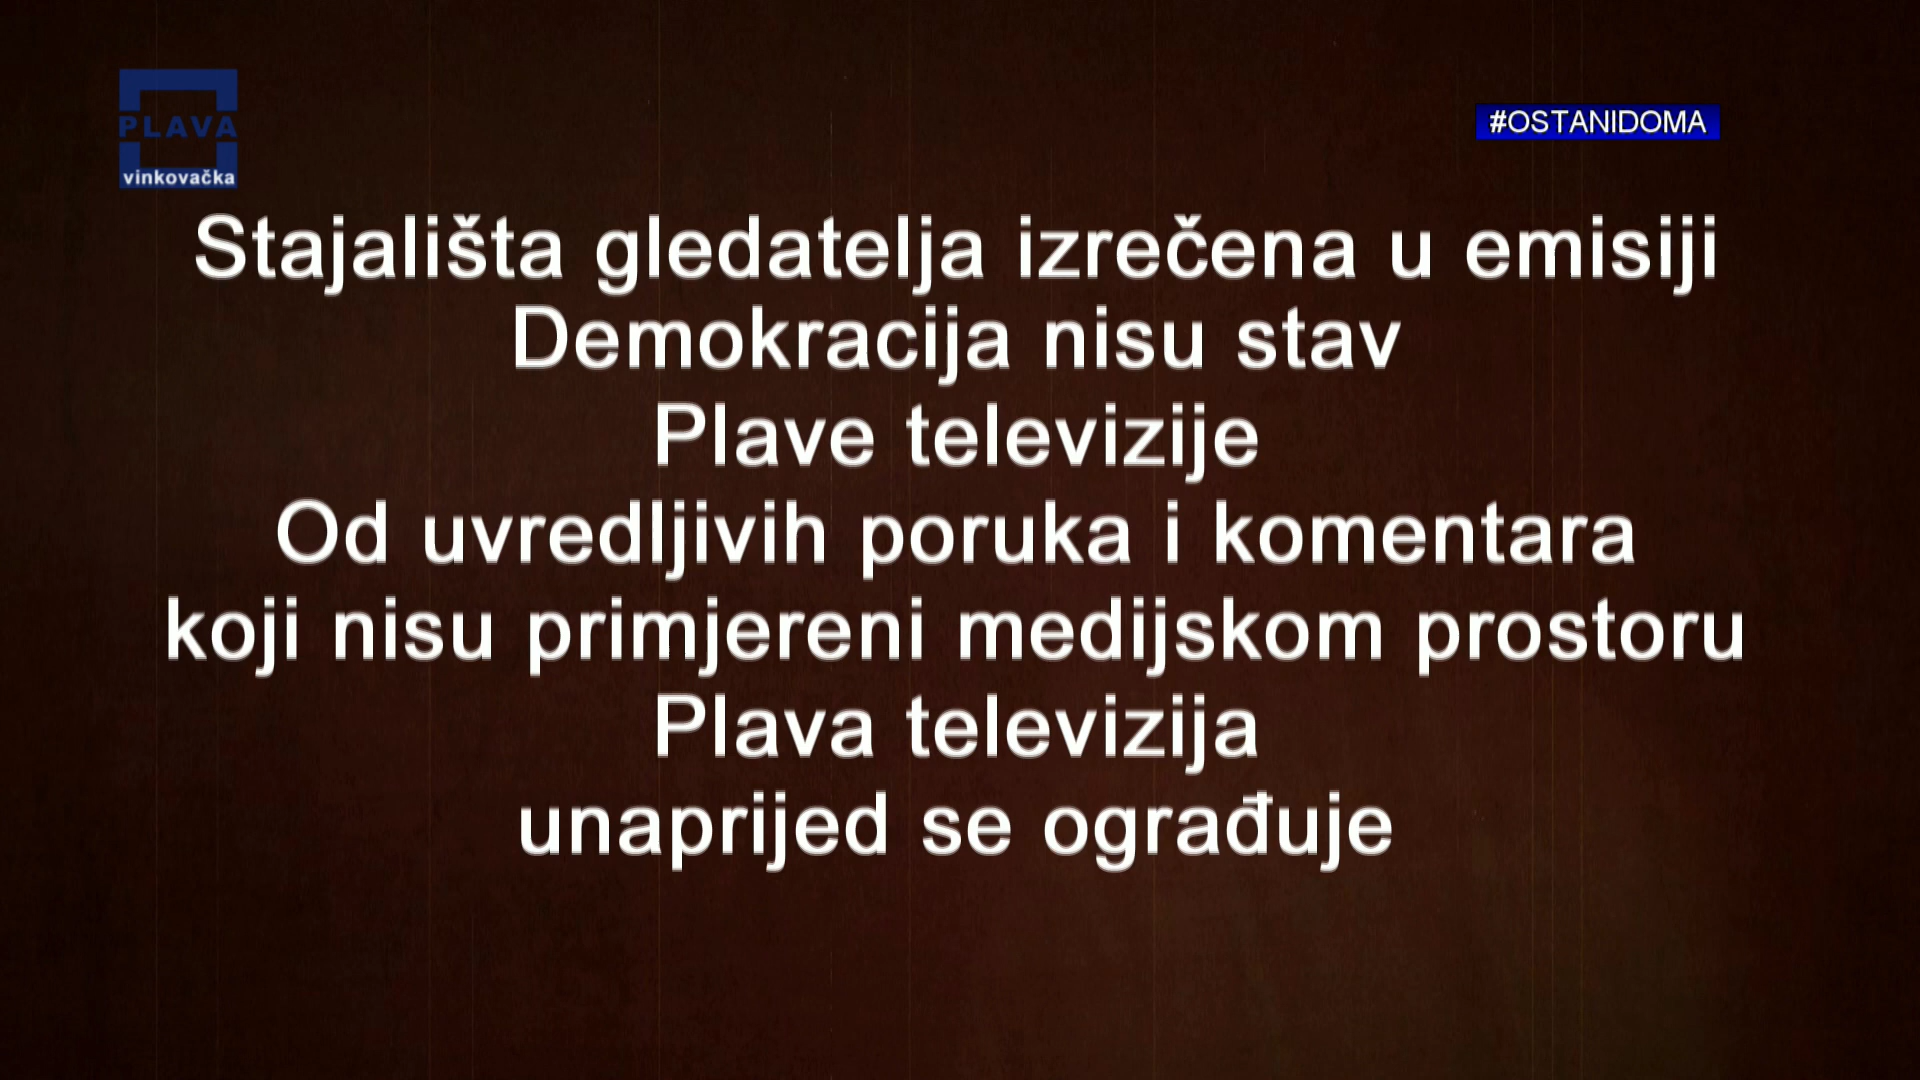 PLAVA
vinkovačka
#OSTANIDOMA
Stajališta gledatelja izrečena u emisiji
Demokracija nisu stav
Plave televizije
Od uvredljivih poruka i komentara
koji nisu primjereni medijskom prostoru
Plava televizija
unaprijed se ograđuje